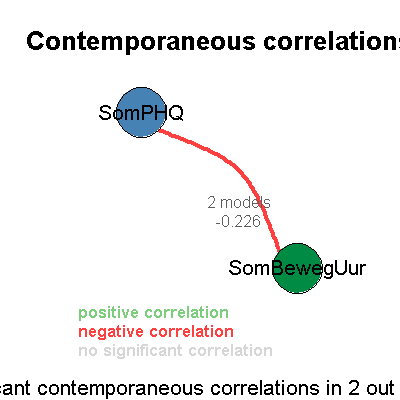 Contemporaneous correlations
SomPHQ
2 models
-0.226
SomBewegUur
positive correlation
negative correlation
no significant correlation
cant contemporaneous correlations in 2 out